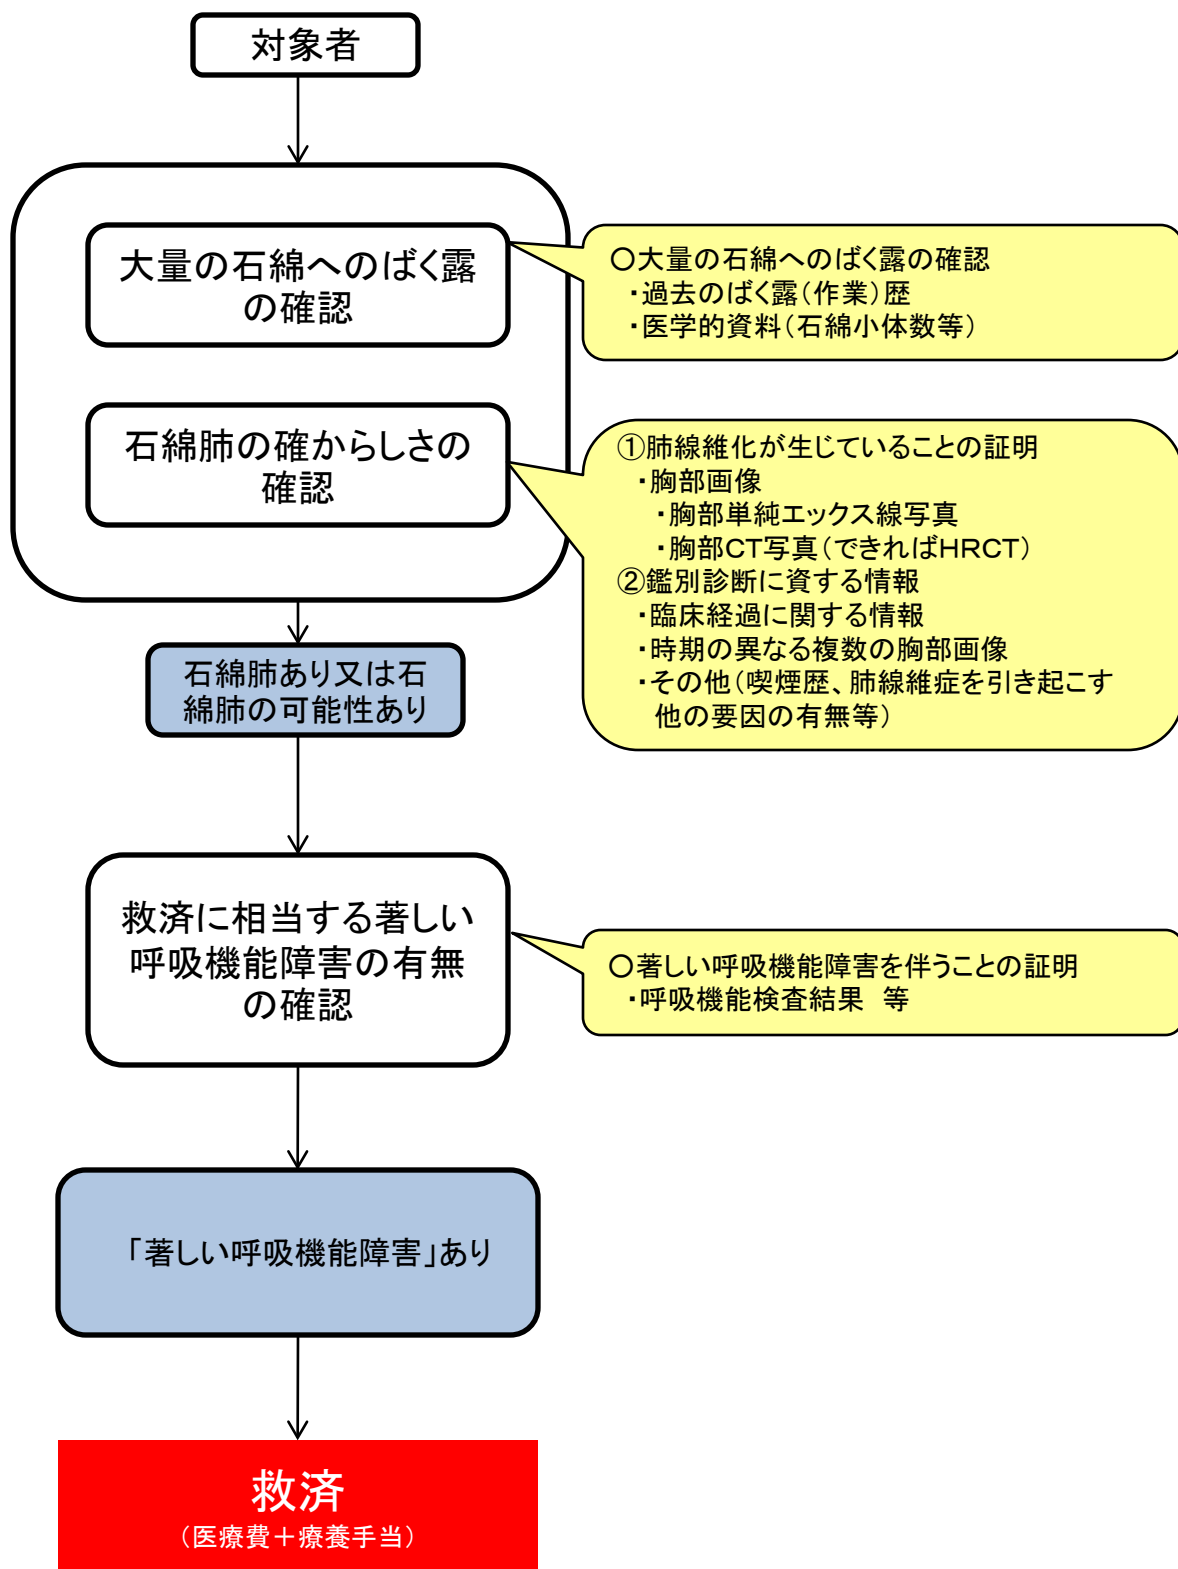 対象者
大量の石綿へのばく露
の確認
〇大量の石綿へのばく露の確認
・過去のばく露(作業)歴
・医学的資料(石綿小体数等)
石綿肺の確からしさの
確認
①肺線維化が生じていることの証明
・胸部画像
・胸部単純エックス線写真
・胸部CT写真(できればHRCT)
②鑑別診断に資する情報
・臨床経過に関する情報
・時期の異なる複数の胸部画像
・その他(喫煙歴、肺線維症を引き起こす
他の要因の有無等)
石綿肺あり又は石
綿肺の可能性あり
救済に相当する著しい
呼吸機能障害の有無
の確認
〇著しい呼吸機能障害を伴うことの証明
・呼吸機能検査結果 等
「著しい呼吸機能障害」あり
救済
(医療費+療養手当)